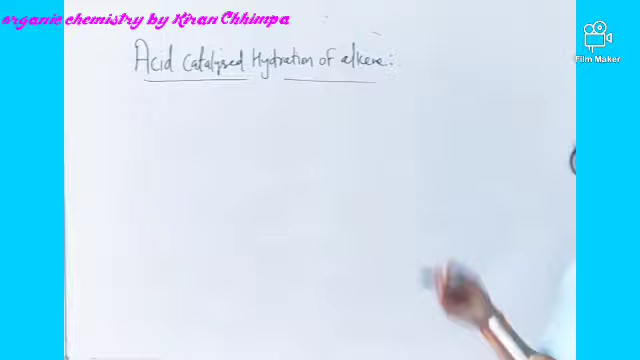 organic chemistry by Kiran Chhimpa
Film Maker
Acid Catalysed Hydration of alkene: